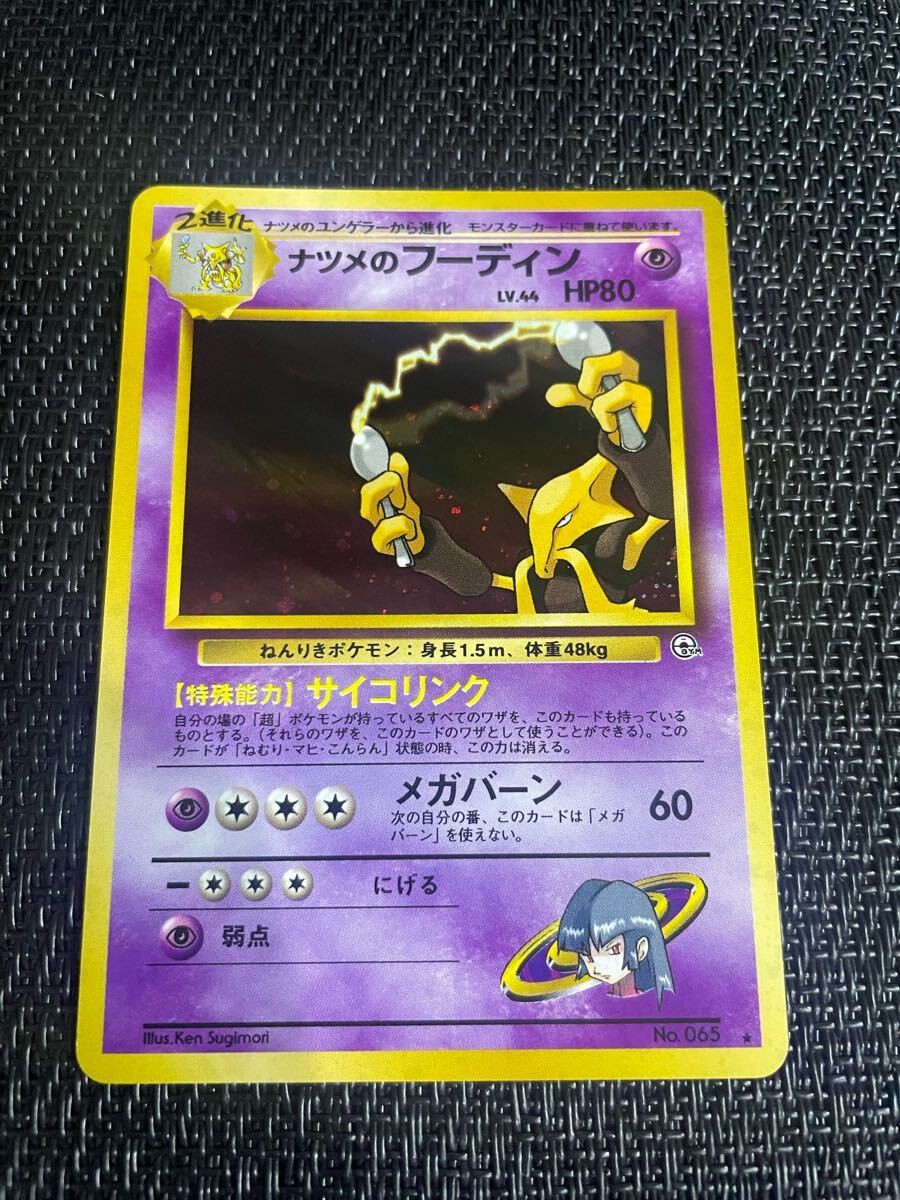 2進化
ナツメのユンゲラーから進化 モンスターカードに重ねて使います。
ナツメのフーディン
LV.44 HP80
ねんりきポケモン：身長1.5m、体重48kg
GYM
【特殊能力】サイコリンク
自分の場の「超」ポケモンが持っているすべてのワザを、このカードも持っている
ものとする。（それらのワザを、このカードのワザとして使うことができる）。この
カードが「ねむり・マヒ・こんらん」状態の時、この力は消える。
メガバーン 60
次の自分の番、このカードは「メガ
バーン」を使えない。
ー にげる
弱点
Illus.Ken Sugimori No.065 ★